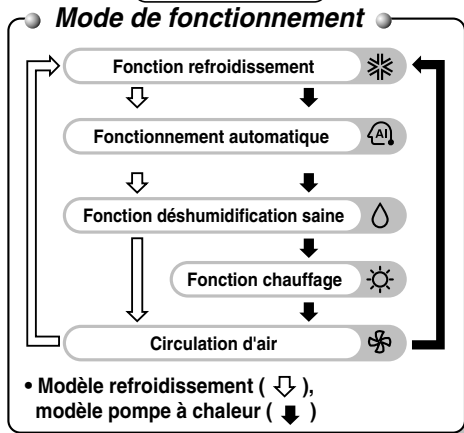 Mode de fonctionnement
Fonction refroidissement
Fonctionnement automatique
AI
Fonction déshumidification saine
Fonction chauffage
Circulation d'air
• Modèle refroidissement ( ),
modèle pompe à chaleur ( )